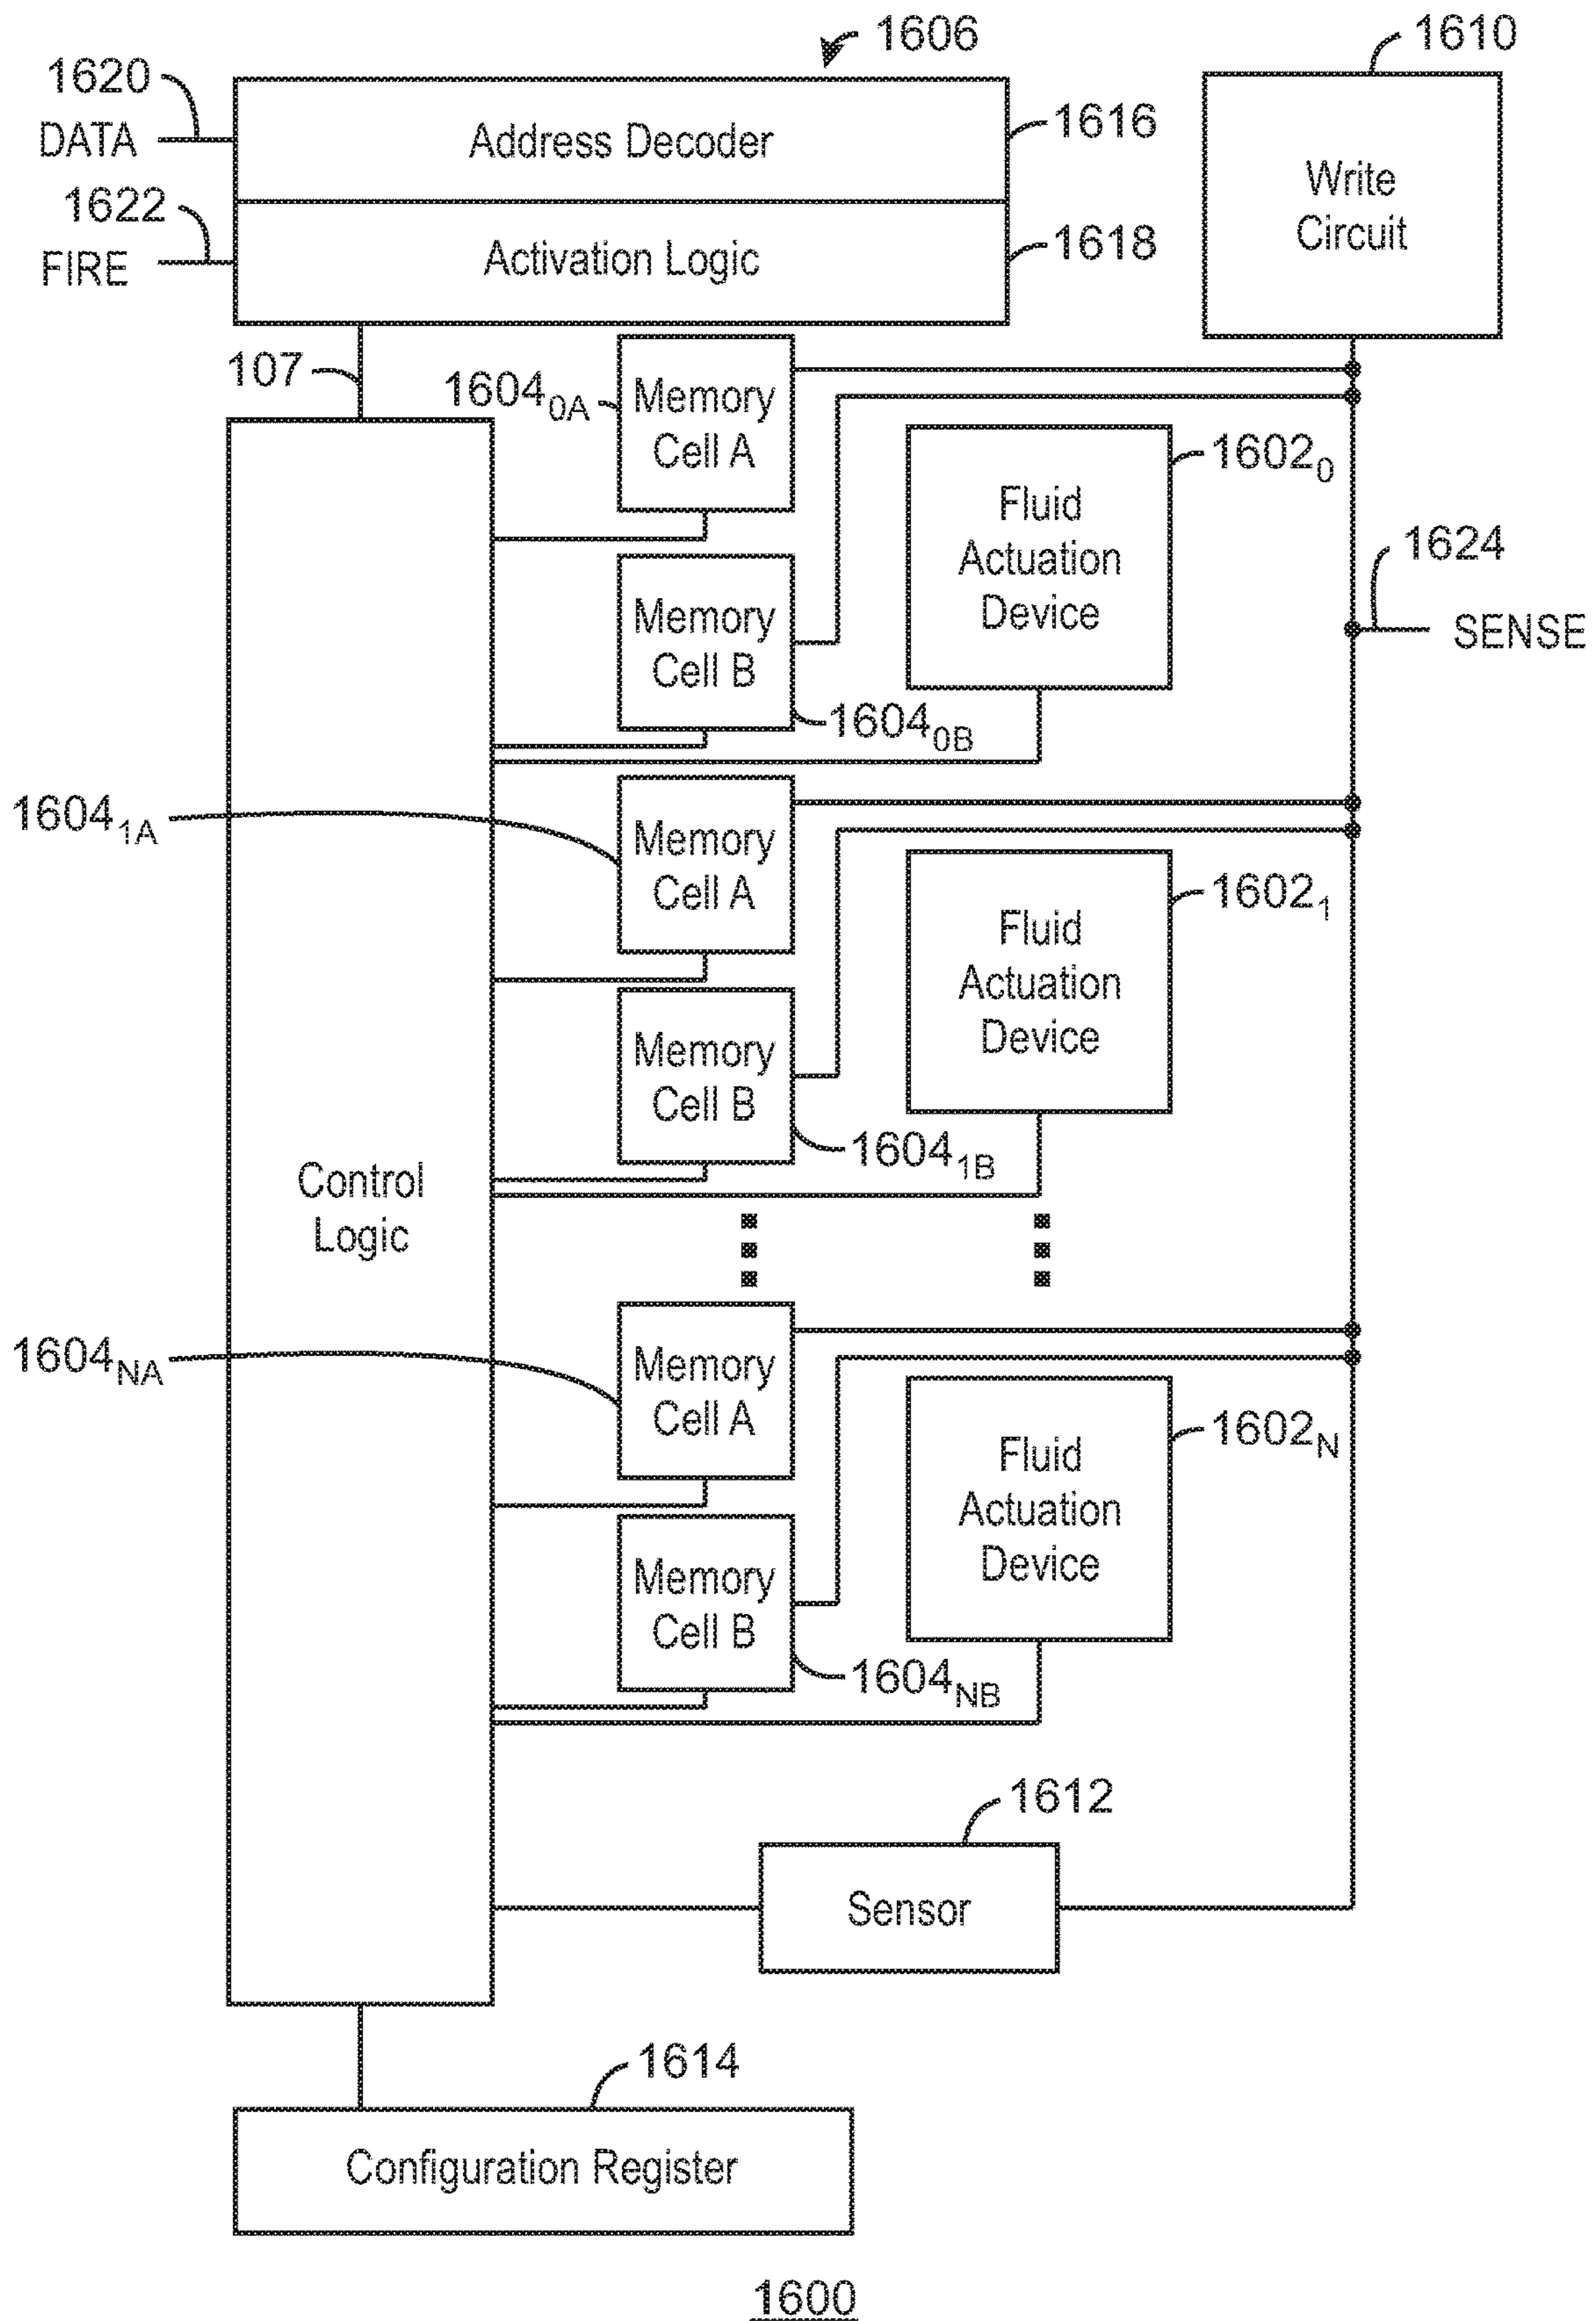 1606
1610
1620
DATA
Address Decoder
1616
Write
Circuit
1622
FIRE
Activation Logic
1618
107
1604₀A
Memory
Cell A
1602₀
Fluid
Actuation
Device
1624
SENSE
Memory
Cell B
1604₀B
1604₁A
Memory
Cell A
1602₁
Fluid
Actuation
Device
Memory
Cell B
1604₁B
Control
Logic
1604NA
Memory
Cell A
1602N
Fluid
Actuation
Device
Memory
Cell B
1604NB
1612
Sensor
1614
Configuration Register
1600